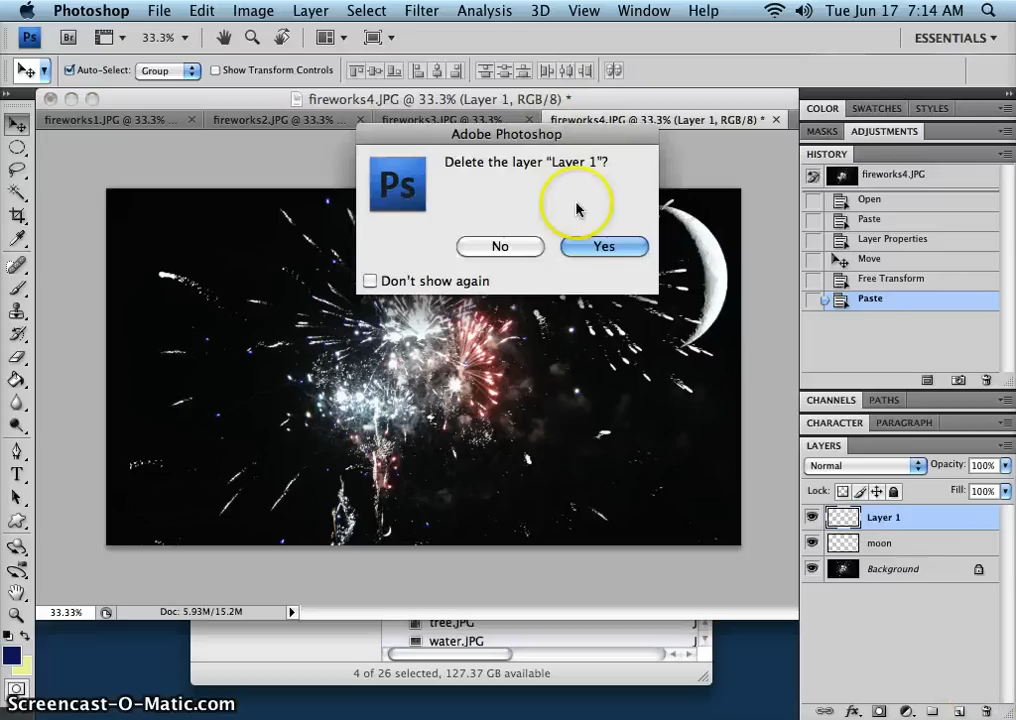 Photoshop File Edit Image Layer Select Filter Analysis 3D View Window Help Tue Jun 17 7:14 AM
Ps Br 33.3% ESSENTIALS
Auto-Select: Group Show Transform Controls
fireworks4.JPG @ 33.3% (Layer 1, RGB/8) *
fireworks1.JPG @ 33.3% ... fireworks2.JPG @ 33.3% ... fireworks3.JPG @ 33.3% ... fireworks4.JPG @ 33.3% (Layer 1, RGB/8) *
Adobe Photoshop
Delete the layer “Layer 1”?
Ps
No Yes
Don't show again
COLOR SWATCHES STYLES
MASKS ADJUSTMENTS
HISTORY
fireworks4.JPG
Open
Paste
Layer Properties
Move
Free Transform
Paste
CHANNELS PATHS
CHARACTER PARAGRAPH
LAYERS
Normal Opacity: 100%
Lock: Fill: 100%
Layer 1
moon
Background
33.33% Doc: 5.93M/15.2M
tree.JPG
water.JPG
4 of 26 selected, 127.37 GB available
Screencast-O-Matic.com